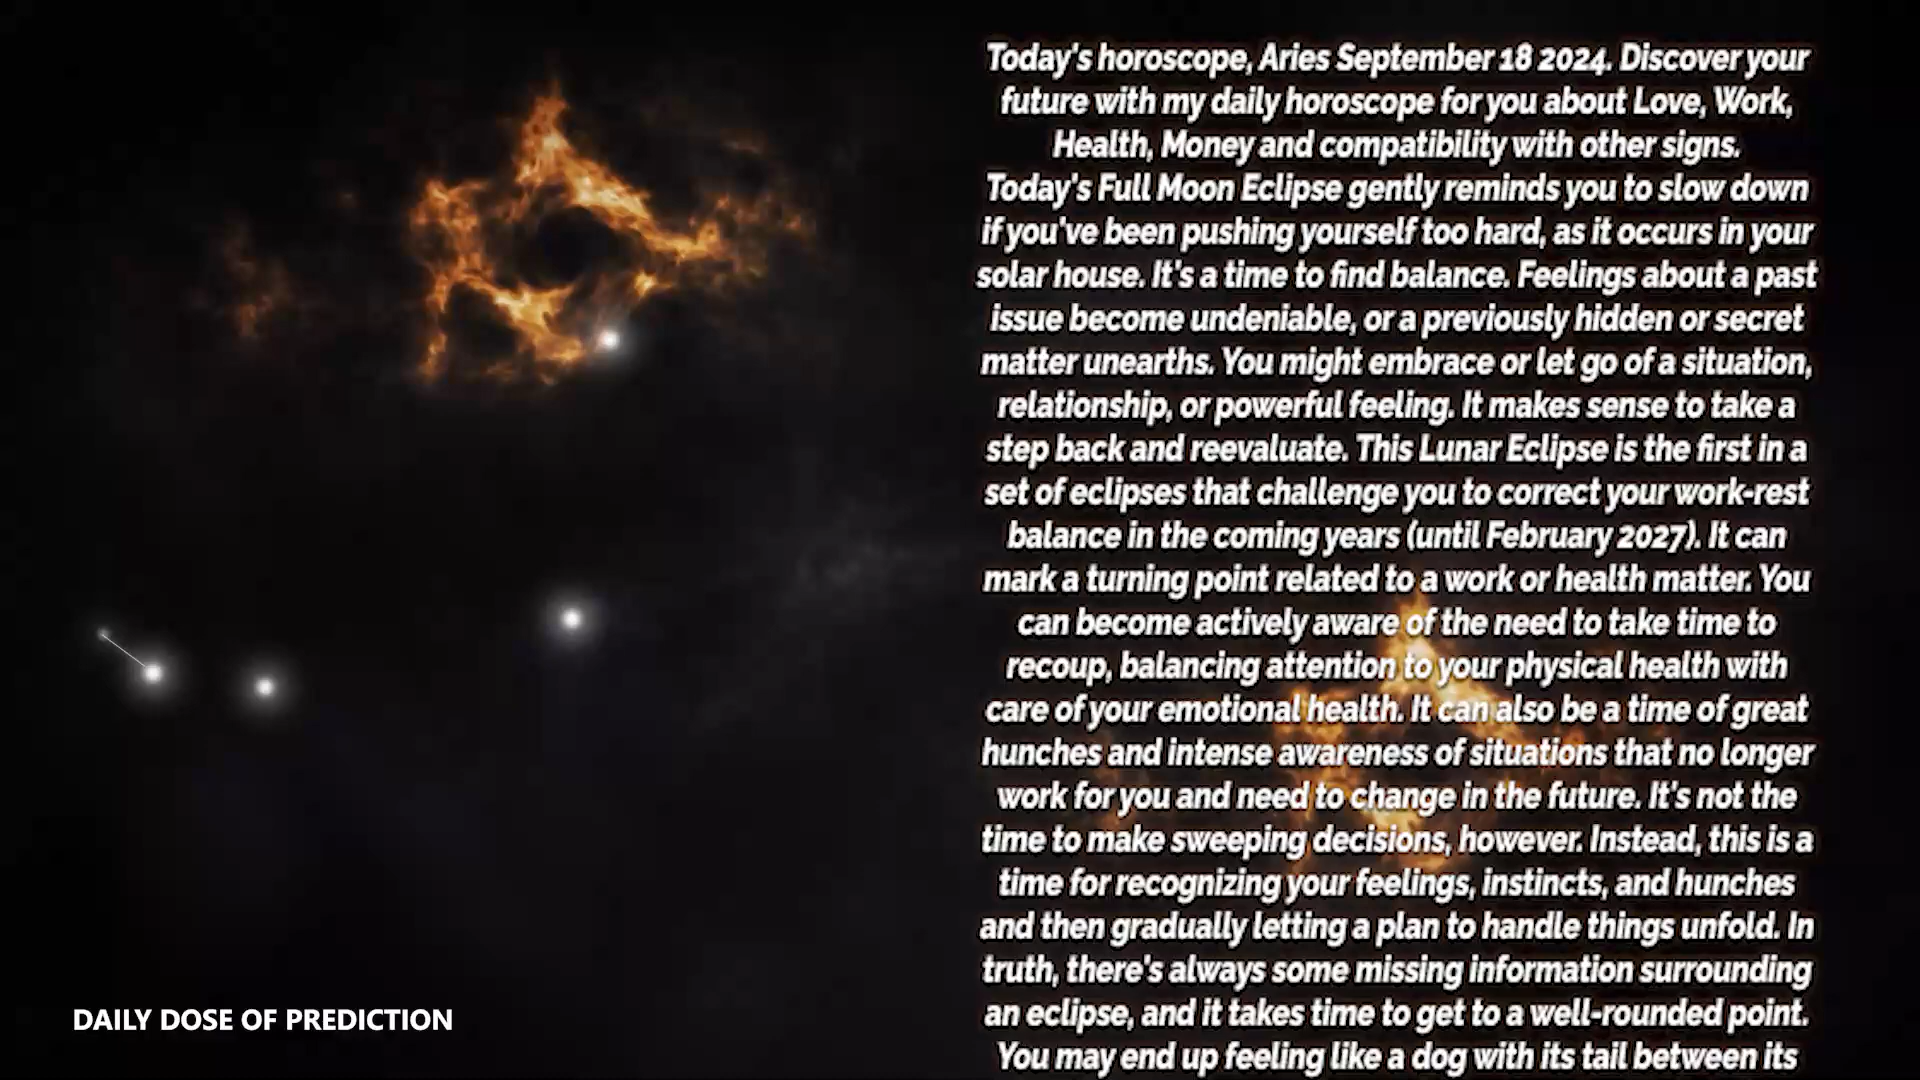 Today's horoscope, Aries September 18 2024. Discover your
future with my daily horoscope for you about Love, Work,
Health, Money and compatibility with other signs.
Today's Full Moon Eclipse gently reminds you to slow down
if you've been pushing yourself too hard, as it occurs in your
solar house. It's a time to find balance. Feelings about a past
issue become undeniable, or a previously hidden or secret
matter unearths. You might embrace or let go of a situation,
relationship, or powerful feeling. It makes sense to take a
step back and reevaluate. This Lunar Eclipse is the first in a
set of eclipses that challenge you to correct your work-rest
balance in the coming years (until February 2027). It can
mark a turning point related to a work or health matter. You
can become actively aware of the need to take time to
recoup, balancing attention to your physical health with
care of your emotional health. It can also be a time of great
hunches and intense awareness of situations that no longer
work for you and need to change in the future. It's not the
time to make sweeping decisions, however. Instead, this is a
time for recognizing your feelings, instincts, and hunches
and then gradually letting a plan to handle things unfold. In
truth, there's always some missing information surrounding
an eclipse, and it takes time to get to a well-rounded point.
You may end up feeling like a dog with its tail between its
DAILY DOSE OF PREDICTION